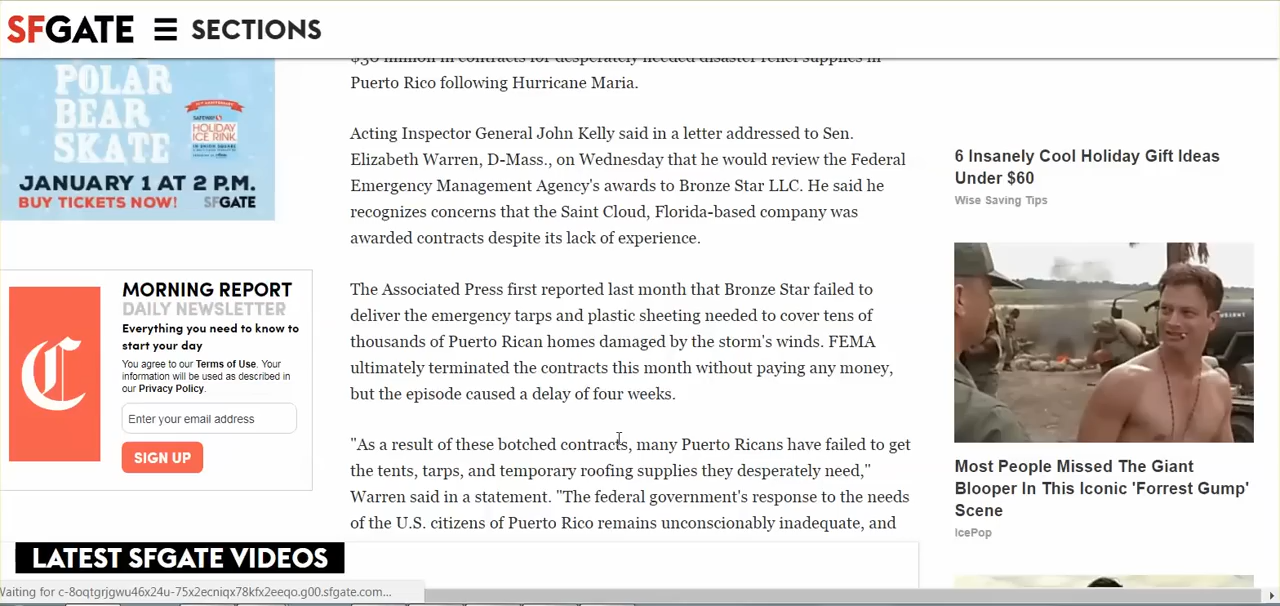 SFGATE ☰ SECTIONS
$30 million in contracts for desperately needed disaster relief supplies in
Puerto Rico following Hurricane Maria.
Acting Inspector General John Kelly said in a letter addressed to Sen.
Elizabeth Warren, D-Mass., on Wednesday that he would review the Federal
Emergency Management Agency's awards to Bronze Star LLC. He said he
recognizes concerns that the Saint Cloud, Florida-based company was
awarded contracts despite its lack of experience.
The Associated Press first reported last month that Bronze Star failed to
deliver the emergency tarps and plastic sheeting needed to cover tens of
thousands of Puerto Rican homes damaged by the storm's winds. FEMA
ultimately terminated the contracts this month without paying any money,
but the episode caused a delay of four weeks.
"As a result of these botched contracts, many Puerto Ricans have failed to get
the tents, tarps, and temporary roofing supplies they desperately need,"
Warren said in a statement. "The federal government's response to the needs
of the U.S. citizens of Puerto Rico remains unconscionably inadequate, and
POLAR
BEAR
SKATE
HOLIDAY
ICE RINK
JANUARY 1 AT 2 P.M.
BUY TICKETS NOW! SFGATE
C
MORNING REPORT
DAILY NEWSLETTER
Everything you need to know to
start your day
You agree to our Terms of Use. Your
information will be used as described in
our Privacy Policy.
Enter your email address
SIGN UP
LATEST SFGATE VIDEOS
Waiting for c-8oqtgrjgwu46x24u-75x2ecniqx78kfx2eeqo.g00.sfgate.com...
6 Insanely Cool Holiday Gift Ideas
Under $60
Wise Saving Tips
Most People Missed The Giant
Blooper In This Iconic 'Forrest Gump'
Scene
IcePop